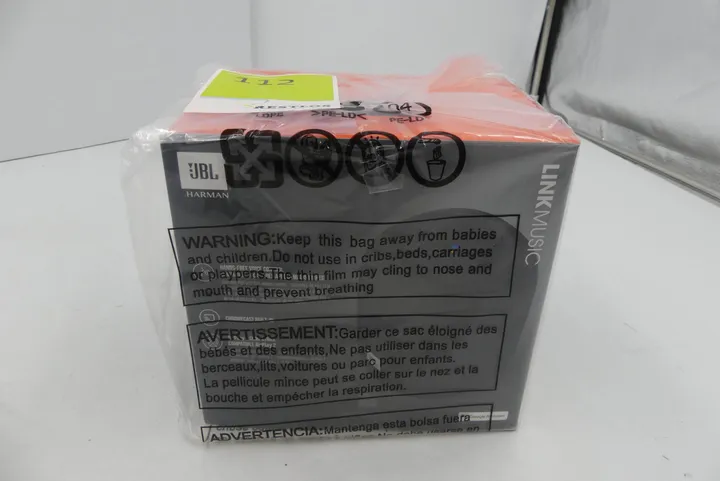 112
>PE-LD<
PE-LD
JBL
HARMAN
LINK MUSIC
WARNING:Keep this bag away from babies
and children.Do not use in cribs,beds,carriages
or playpens.The thin film may cling to nose and
mouth and prevent breathing
AVERTISSEMENT:Garder ce sac éloigné des
bébés et des enfants,Ne pas utiliser dans les
berceaux,lits,voitures ou parc pour enfants.
La pellicule mince peut se coller sur le nez et la
bouche et empêcher la respiration.
ADVERTENCIA:Mantenga esta bolsa fuera